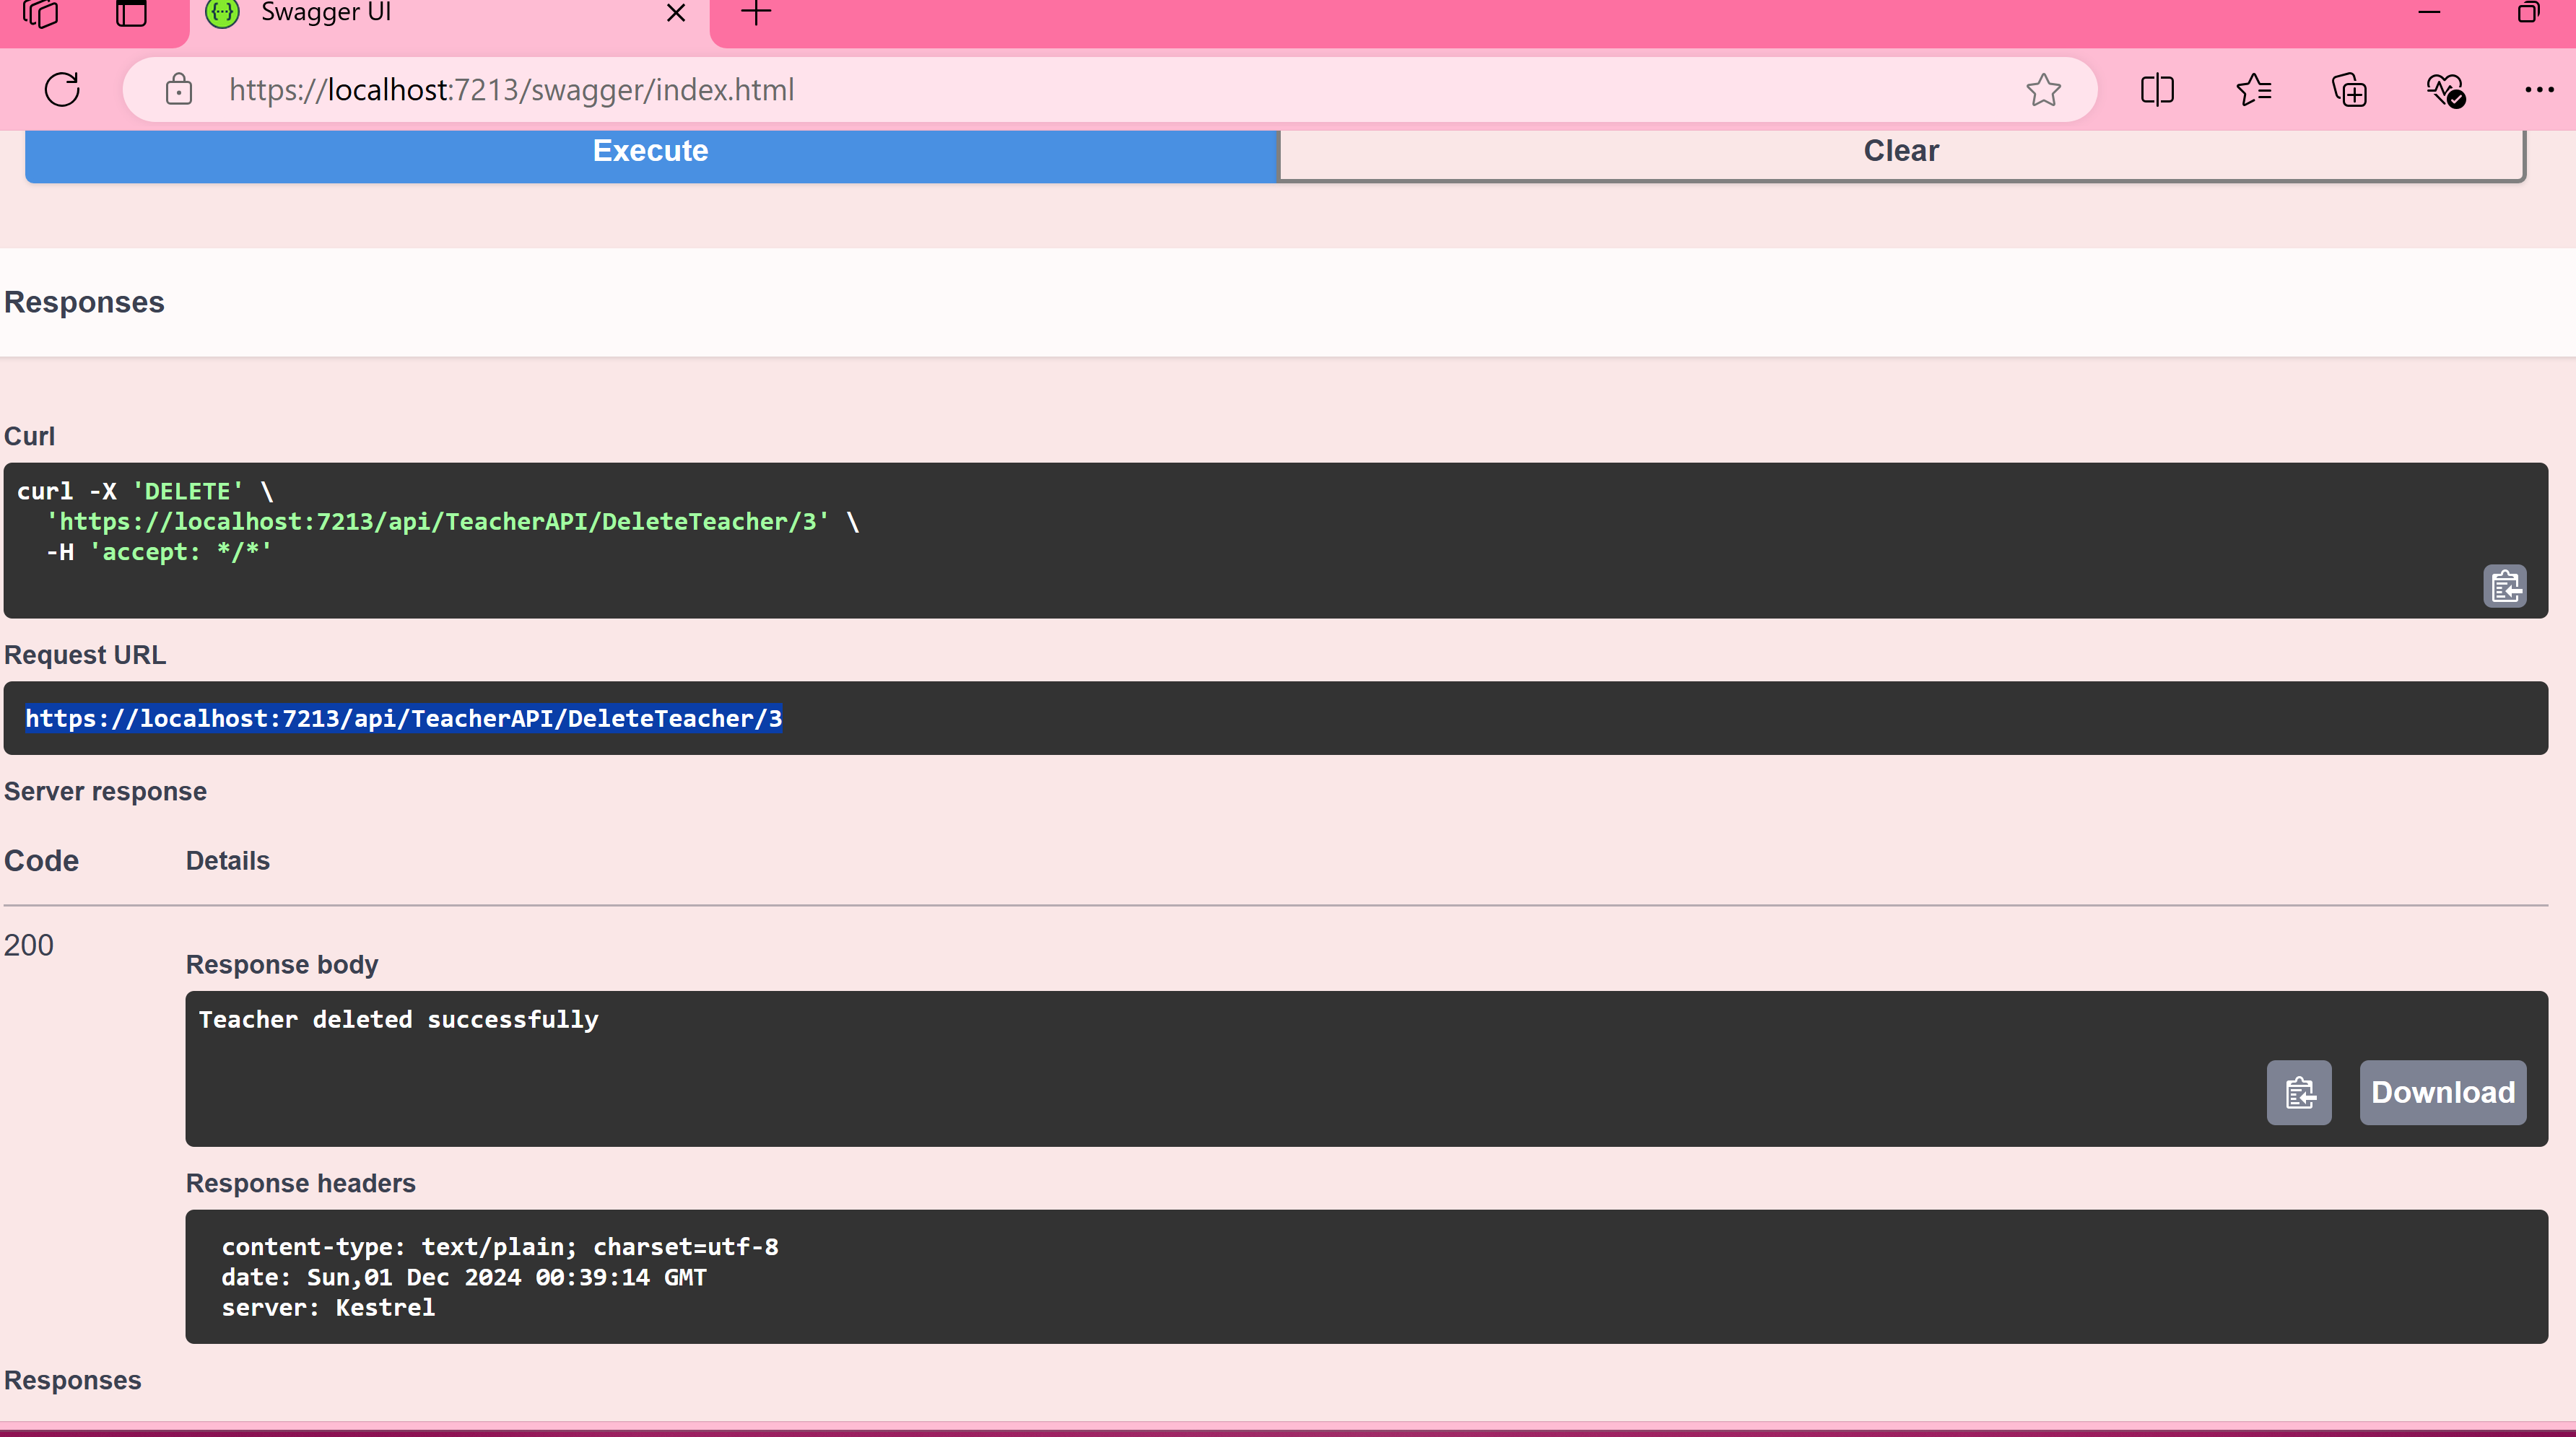 Swagger UI
https://localhost:7213/swagger/index.html
Execute
Clear
Responses
Curl
curl -X 'DELETE' \
'https://localhost:7213/api/TeacherAPI/DeleteTeacher/3' \
-H 'accept: */*'
Request URL
https://localhost:7213/api/TeacherAPI/DeleteTeacher/3
Server response
Code
Details
200
Response body
Teacher deleted successfully
Download
Response headers
content-type: text/plain; charset=utf-8
date: Sun,01 Dec 2024 00:39:14 GMT
server: Kestrel
Responses